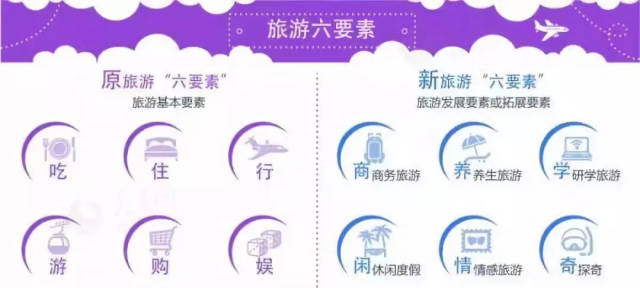 旅游六要素
原旅游“六要素”
旅游基本要素
吃
住
行
游
购
娱
新旅游“六要素”
旅游发展要素或拓展要素
商商务旅游
养养生旅游
学研学旅游
闲休闲度假
情情感旅游
奇探奇